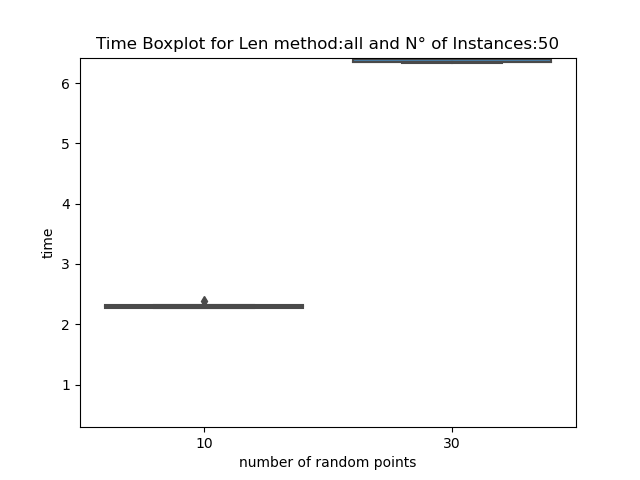 Time Boxplot for Len method:all and N° of Instances:50
6
5
4
3
2
1
time
10
30
number of random points